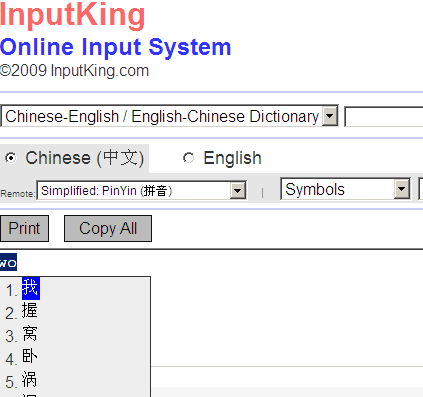 InputKing
Online Input System
©2009 InputKing.com
Chinese-English / English-Chinese Dictionary
Chinese (中文) English
Remote: Simplified: PinYin (拼音) | Symbols
Print Copy All
wo
1. 我
2. 握
3. 窝
4. 卧
5. 涡